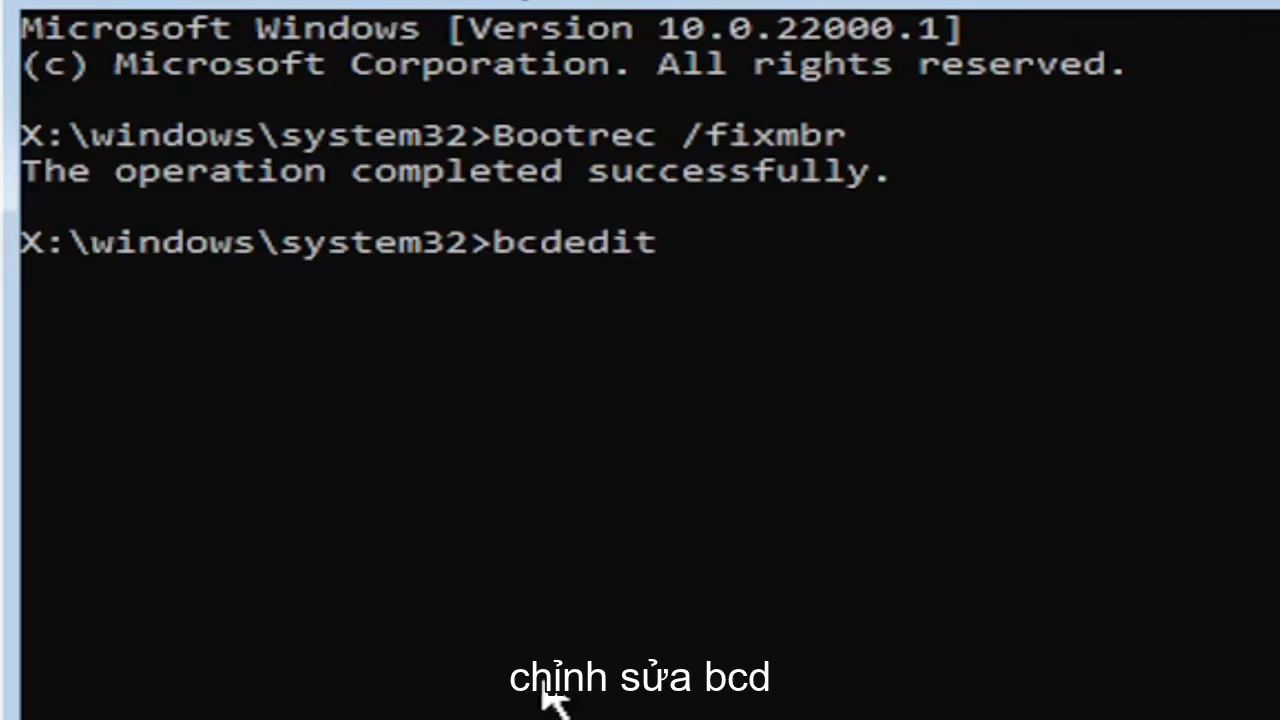 Microsoft Windows [Version 10.0.22000.1]
(c) Microsoft Corporation. All rights reserved.
X:\windows\system32>Bootrec /fixmbr
The operation completed successfully.
X:\windows\system32>bcdedit
chỉnh sửa bcd